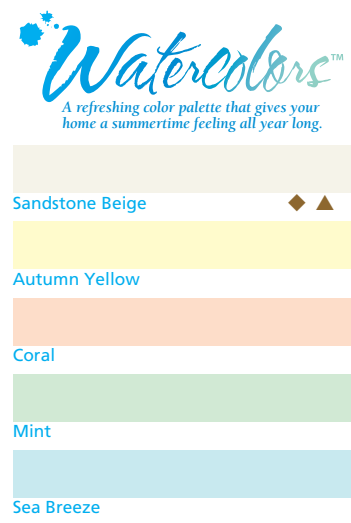 Watercolors™
A refreshing color palette that gives your
home a summertime feeling all year long.
Sandstone Beige
Autumn Yellow
Coral
Mint
Sea Breeze